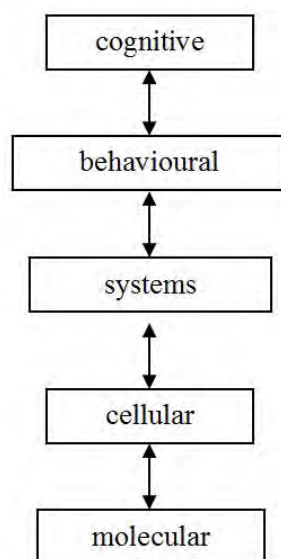 cognitive
behavioural
systems
cellular
molecular